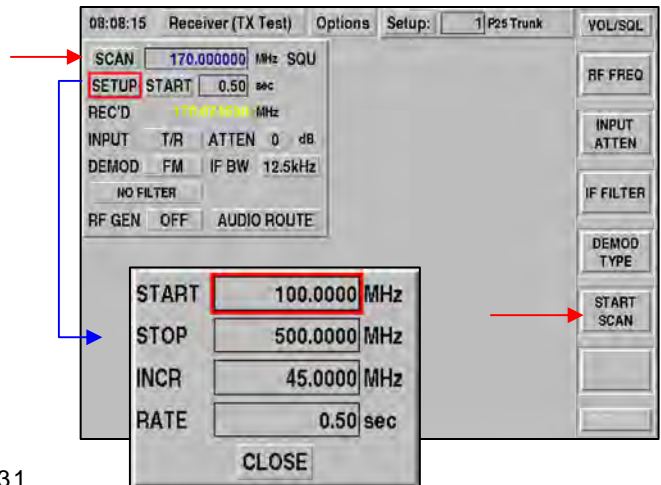 08:08:15 Receiver (TX Test) Options Setup: 1 P25 Trunk
VOL/SQL
SCAN 170.000000 MHz SQU
SETUP START 0.50 sec
REC'D MHz
INPUT T/R ATTEN 0 dB
DEMOD FM IF BW 12.5kHz
NO FILTER
RF GEN OFF AUDIO ROUTE
RF FREQ
INPUT
ATTEN
IF FILTER
DEMOD
TYPE
START
SCAN
START 100.0000 MHz
STOP 500.0000 MHz
INCR 45.0000 MHz
RATE 0.50 sec
CLOSE
31